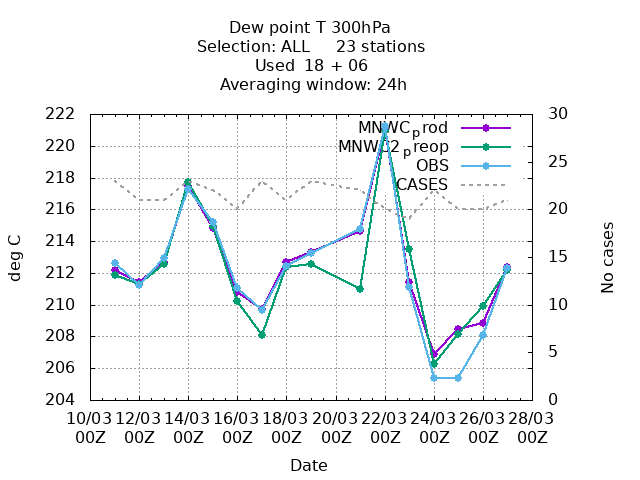 Dew point T 300hPa
Selection: ALL     23 stations
Used  18 + 06
Averaging window: 24h
222
220
218
216
214
212
210
208
206
204
30
25
20
15
10
5
0
deg C
No cases
MNWC_prod
MNWC2_preop
OBS
CASES
10/03 12/03 14/03 16/03 18/03 20/03 22/03 24/03 26/03 28/03
00Z 00Z 00Z 00Z 00Z 00Z 00Z 00Z 00Z 00Z
Date